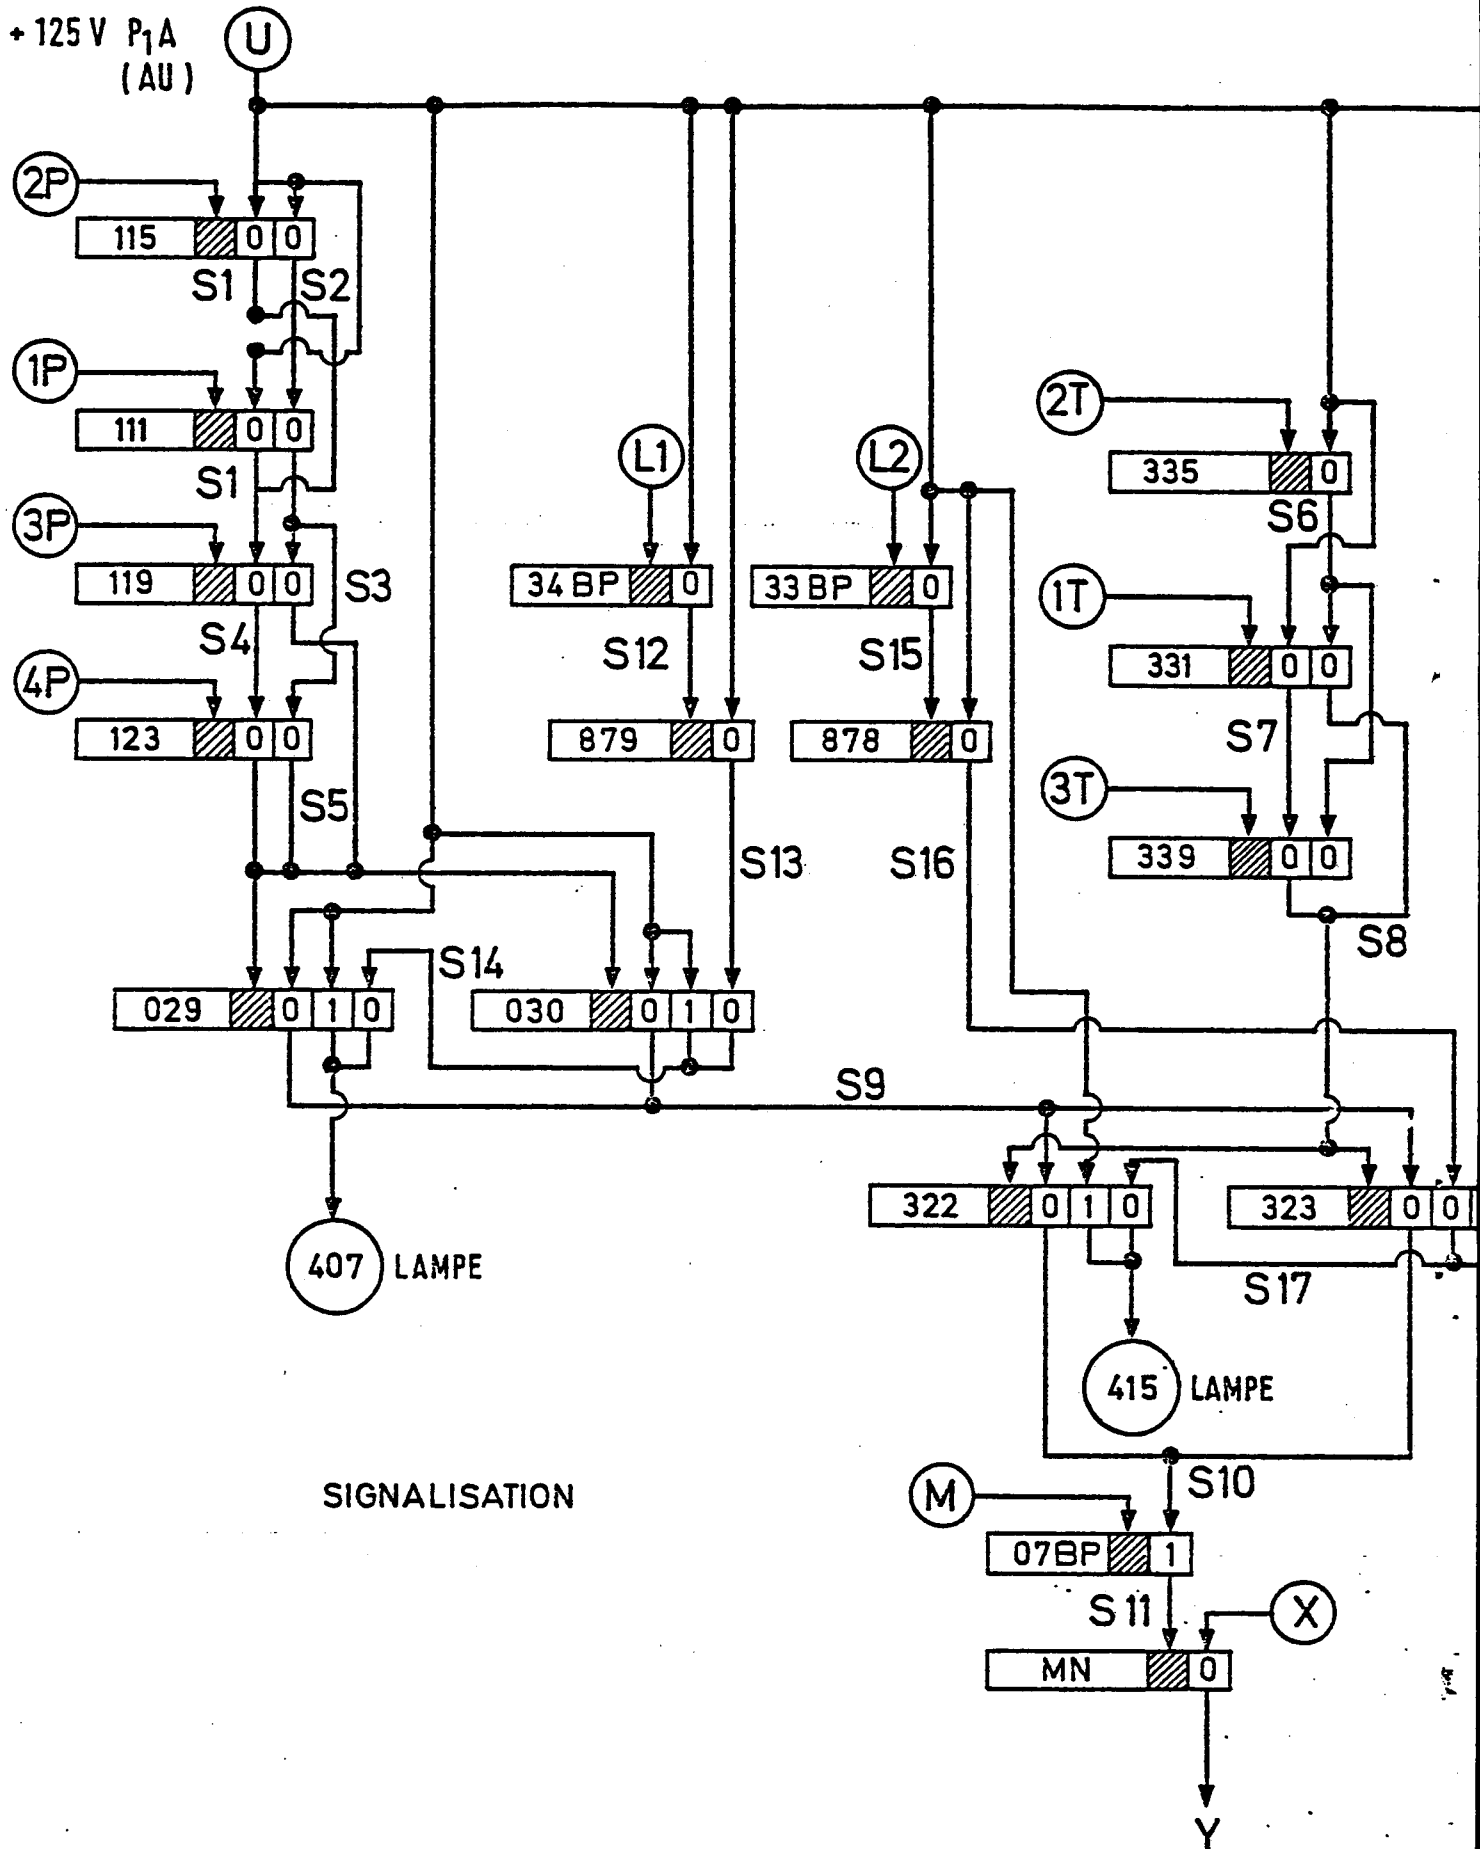 + 125 V P1A U
(AU)
2P
115 0 0
S1 S2
1P
111 0 0
S1
3P
119 0 0
S3
S4
4P
123 0 0
S5
L1
34 BP 0
S12
879 0
S13
L2
33 BP 0
S15
878 0
S16
2T
335 0
S6
1T
331 0 0
S7
3T
339 0 0
S8
S14
029 0 1 0
030 0 1 0
S9
322 0 1 0
323 0 0
407 LAMPE
S17
415 LAMPE
SIGNALISATION
S10
M
07BP 1
S11
X
MN 0
Y